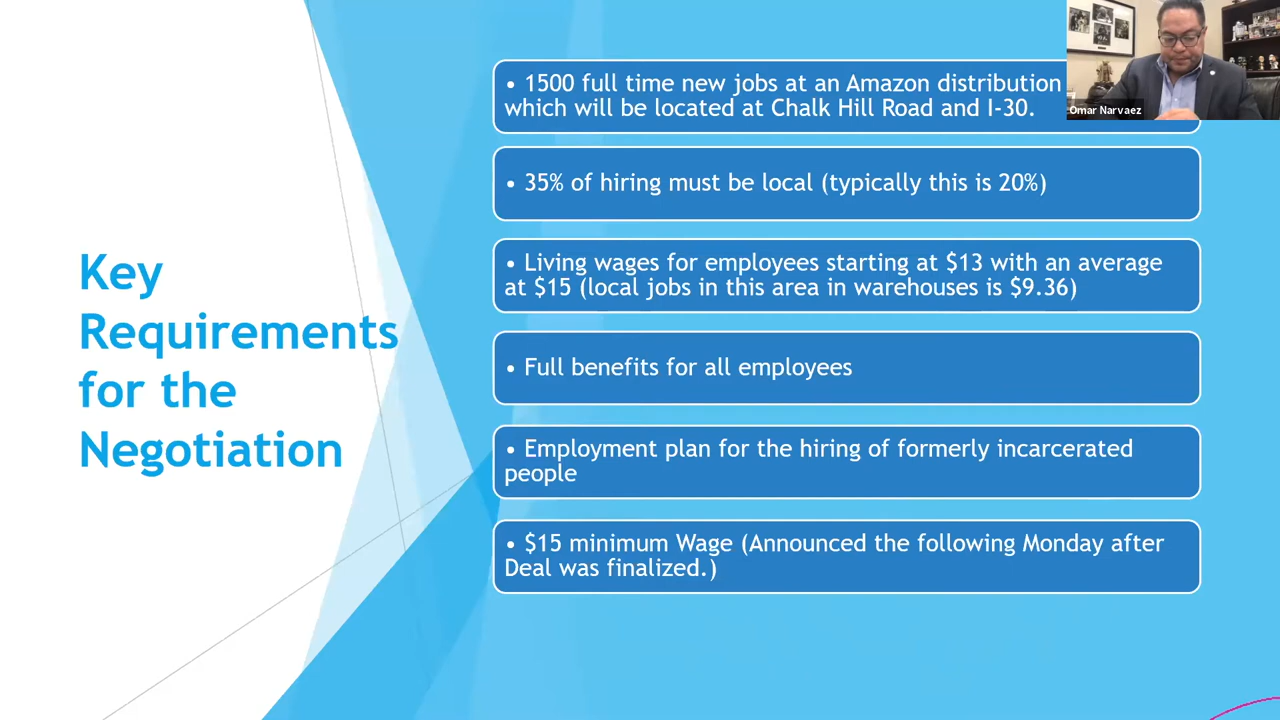 Key
Requirements
for the
Negotiation
• 1500 full time new jobs at an Amazon distribution
which will be located at Chalk Hill Road and I-30.
• 35% of hiring must be local (typically this is 20%)
• Living wages for employees starting at $13 with an average
at $15 (local jobs in this area in warehouses is $9.36)
• Full benefits for all employees
• Employment plan for the hiring of formerly incarcerated
people
• $15 minimum Wage (Announced the following Monday after
Deal was finalized.)
Omar Narvaez